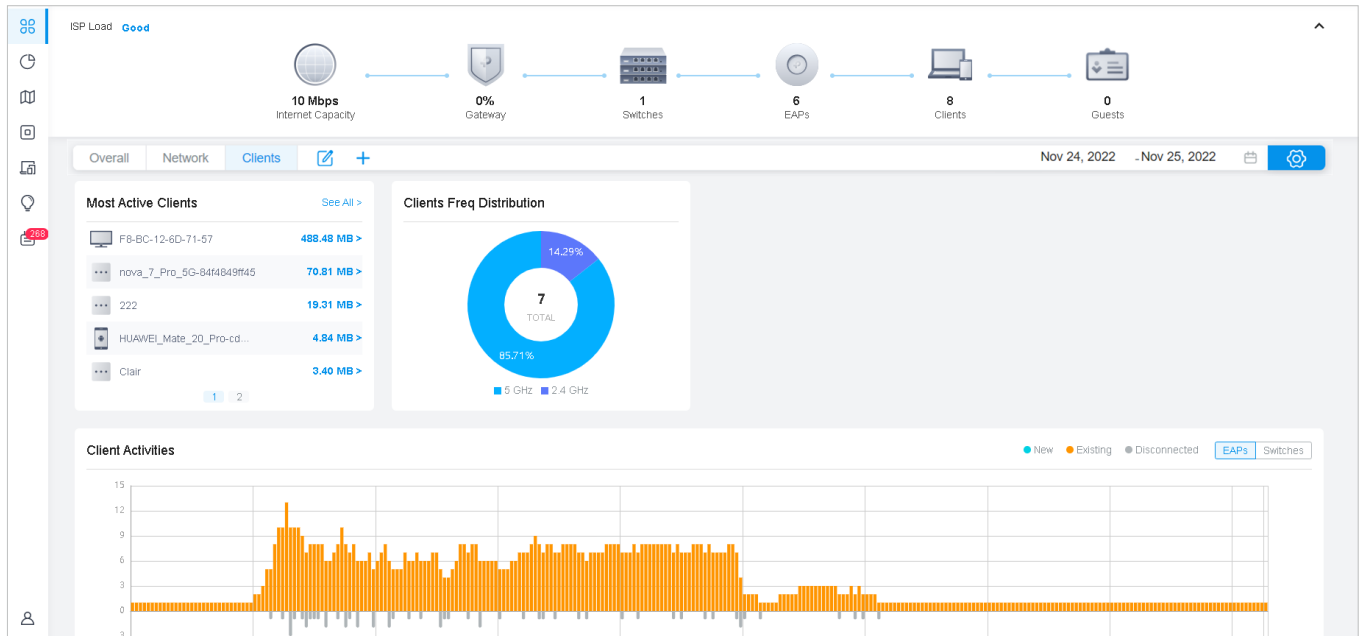 ISP Load Good
10 Mbps 0% 1 6 8 0
Internet Capacity Gateway Switches EAPs Clients Guests
Overall Network Clients Nov 24, 2022 - Nov 25, 2022
Most Active Clients See All >
F8-BC-12-6D-71-57 488.48 MB >
nova_7_Pro_5G-84f4849ff45 70.81 MB >
222 19.31 MB >
HUAWEI_Mate_20_Pro-cd... 4.84 MB >
Clair 3.40 MB >
1 2
Clients Freq Distribution
14.29%
7
TOTAL
85.71%
5 GHz 2.4 GHz
268
Client Activities New Existing Disconnected EAPs Switches
15
12
9
6
3
0
3